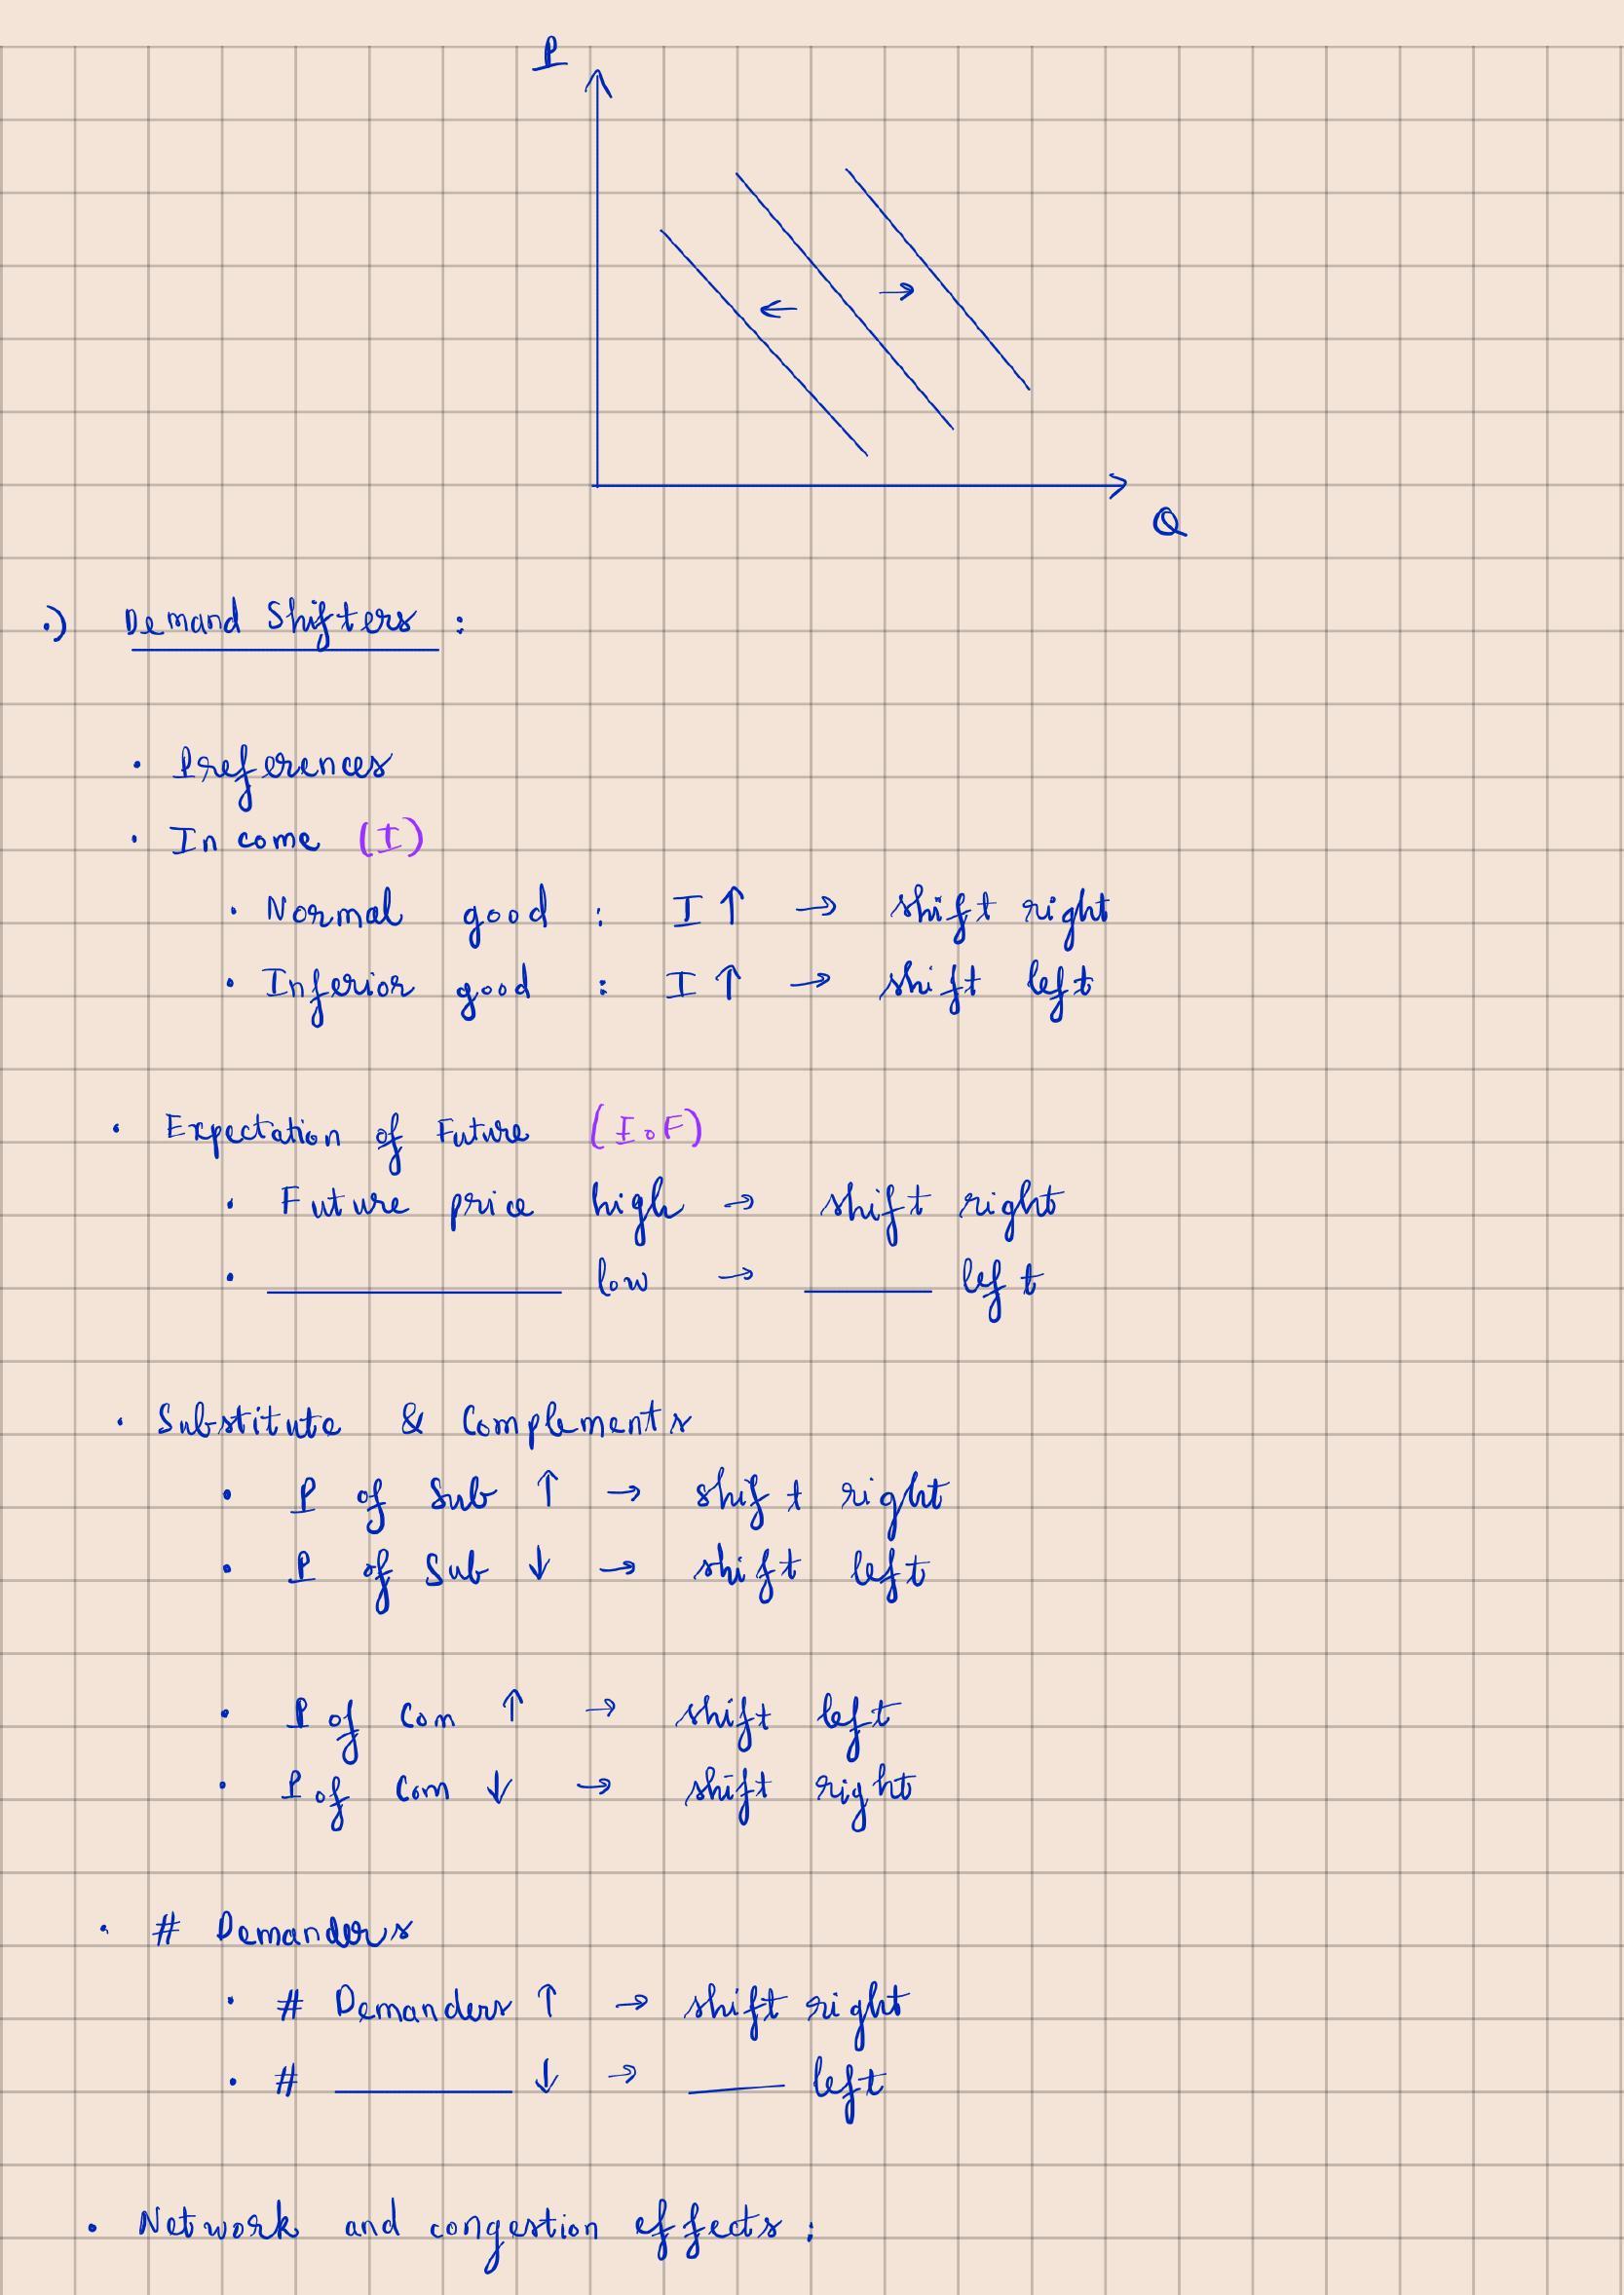 P
Q
.) Demand Shifters :
· Preferences
· Income (I)
· Normal good : I ↑ → shift right
· Inferior good : I ↑ → shift left
· Expectation of Future (I.F)
· Future price high → shift right
· ________ low → ____ left
· Substitute & Complements
· P of Sub ↑ → shift right
· P of Sub ↓ → shift left
· P of Com ↑ → shift left
· P of Com ↓ → shift right
· # Demanders
· # Demanders ↑ → shift right
· # ______ ↓ → ____ left
· Network and congestion effects :